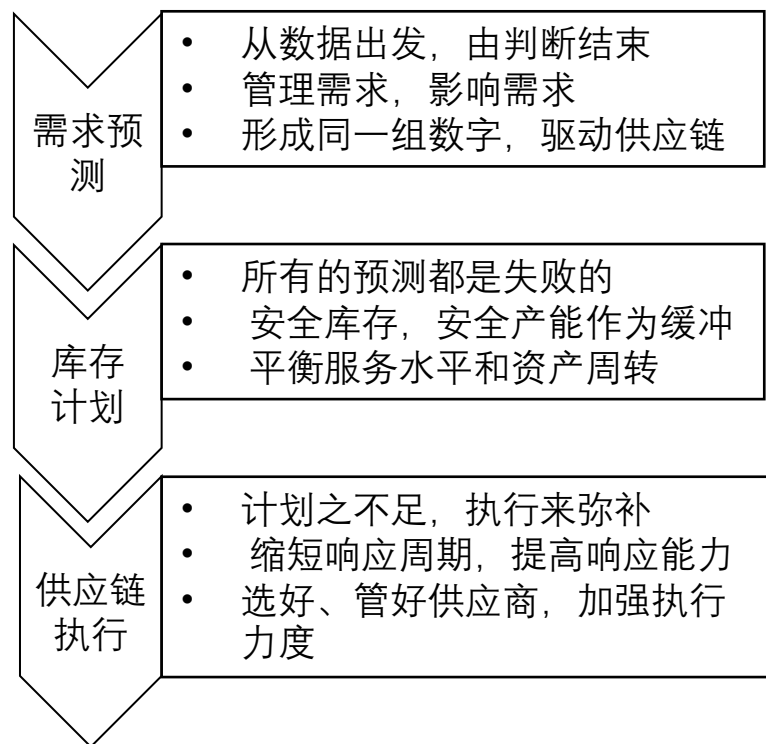 需求预
测
• 从数据出发，由判断结束
• 管理需求，影响需求
• 形成同一组数字，驱动供应链
库存
计划
• 所有的预测都是失败的
• 安全库存，安全产能作为缓冲
• 平衡服务水平和资产周转
供应链
执行
• 计划之不足，执行来弥补
• 缩短响应周期，提高响应能力
• 选好、管好供应商，加强执行
力度